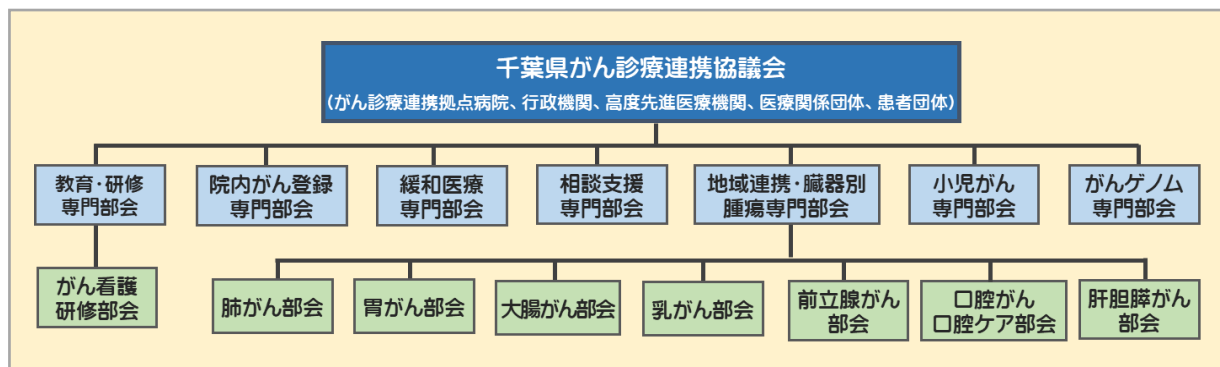 千葉県がん診療連携協議会
(がん診療連携拠点病院、行政機関、高度先進医療機関、医療関係団体、患者団体)
教育・研修
専門部会
院内がん登録
専門部会
緩和医療
専門部会
相談支援
専門部会
地域連携・臓器別
腫瘍専門部会
小児がん
専門部会
がんゲノム
専門部会
がん看護
研修部会
肺がん部会
胃がん部会
大腸がん部会
乳がん部会
前立腺がん
部会
口腔がん
口腔ケア部会
肝胆膵がん
部会